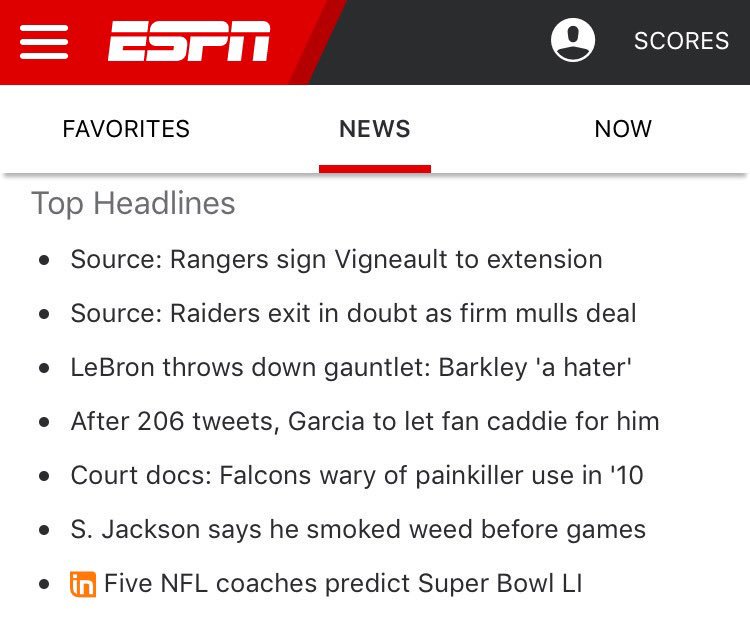 ESPN
SCORES
FAVORITES
NEWS
NOW
Top Headlines
Source: Rangers sign Vigneault to extension
Source: Raiders exit in doubt as firm mulls deal
LeBron throws down gauntlet: Barkley 'a hater'
After 206 tweets, Garcia to let fan caddie for him
Court docs: Falcons wary of painkiller use in '10
S. Jackson says he smoked weed before games
in Five NFL coaches predict Super Bowl LI